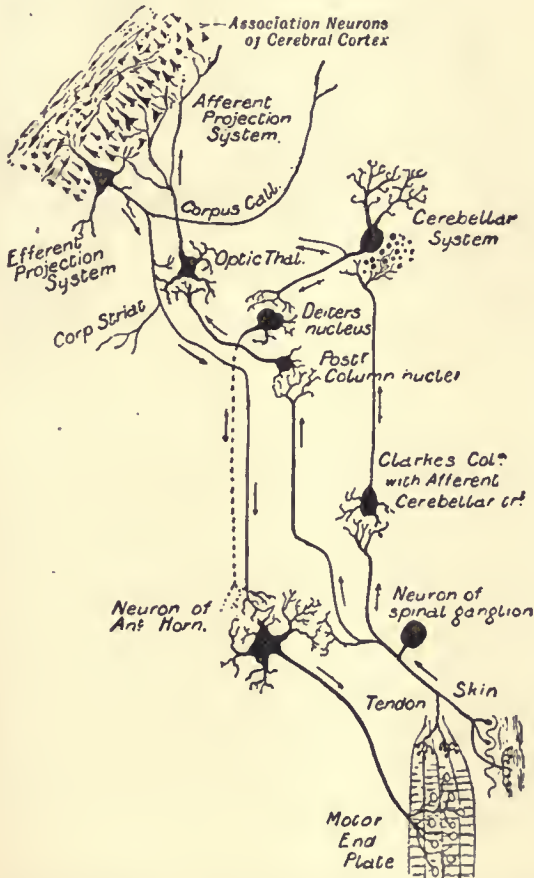 Association Neurons
of Cerebral Cortex
Afferent
Projection
System.
Corpus Call.
Cerebellar
System
Efferent
Projection
System
Optic Thal.
Corp Striat
Deiters
nucleus
Postr
Column nuclei
Clarkes Coln.
with Afferent
Cerebellar trt.
Neuron of
Ant Horn.
Neuron of
spinal ganglion
Skin
Tendon
Motor
End
Plate